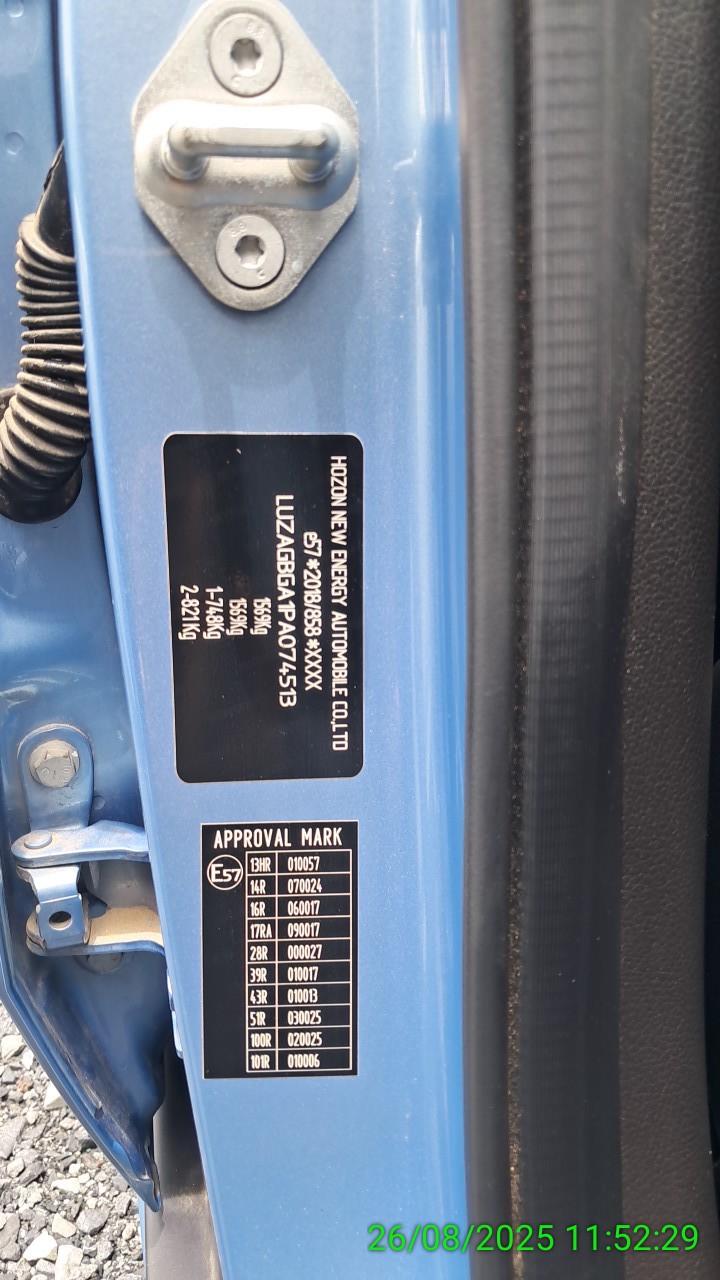 HOZON NEW ENERGY AUTOMOBILE CO.,LTD
e57*2018/858*XXXX
LUZAGBGA1PA074513
1569Kg
1569Kg
1-748Kg
2-821Kg
APPROVAL MARK
E57
13HR 010057
14R 070024
16R 060017
17RA 090017
28R 000027
39R 010017
43R 010013
51R 030025
100R 020025
101R 010006
26/08/2025 11:52:29